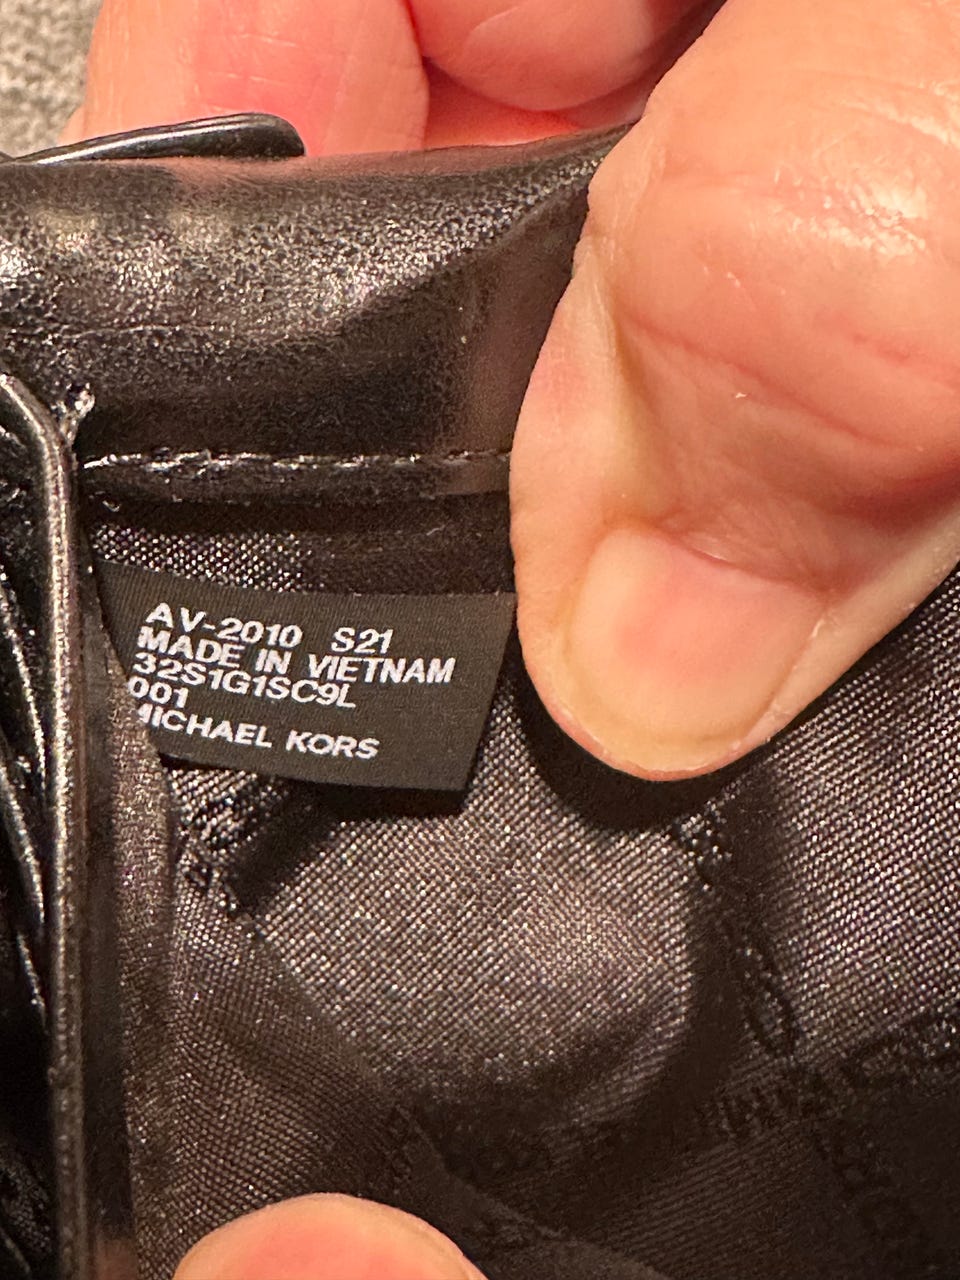 AV-2010 S21
MADE IN VIETNAM
32S1G1SC9L
001
MICHAEL KORS